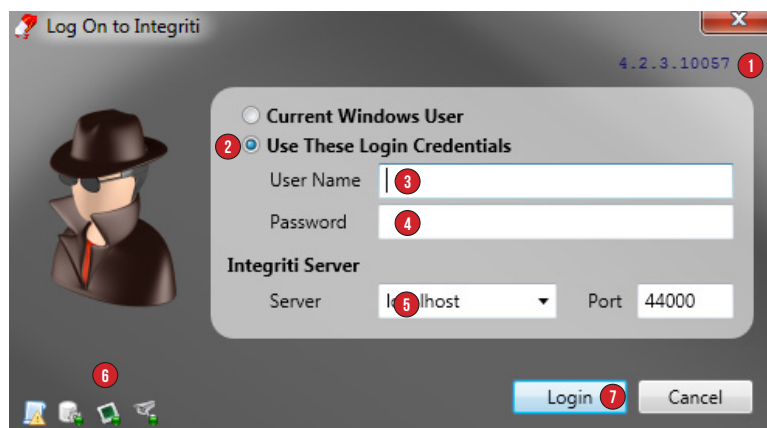 Log On to Integriti
4.2.3.10057 1
Current Windows User
2 Use These Login Credentials
User Name 3
Password 4
Integriti Server
Server 5 lhost Port 44000
6
Login 7 Cancel